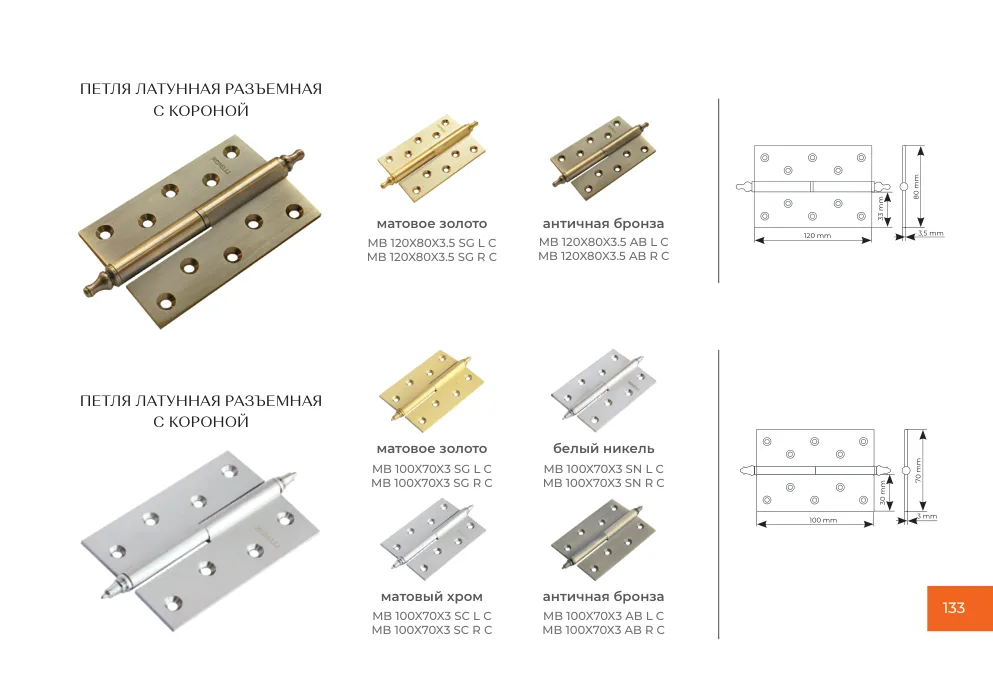 ПЕТЛЯ ЛАТУННАЯ РАЗЪЕМНАЯ
С КОРОНОЙ
матовое золото
MB 120X80X3.5 SG L C
MB 120X80X3.5 SG R C
античная бронза
MB 120X80X3.5 AB L C
MB 120X80X3.5 AB R C
33 mm
80 mm
120 mm
3,5 mm
ПЕТЛЯ ЛАТУННАЯ РАЗЪЕМНАЯ
С КОРОНОЙ
матовое золото
MB 100X70X3 SG L C
MB 100X70X3 SG R C
белый никель
MB 100X70X3 SN L C
MB 100X70X3 SN R C
матовый хром
MB 100X70X3 SC L C
MB 100X70X3 SC R C
античная бронза
MB 100X70X3 AB L C
MB 100X70X3 AB R C
30 mm
70 mm
100 mm
3 mm
133